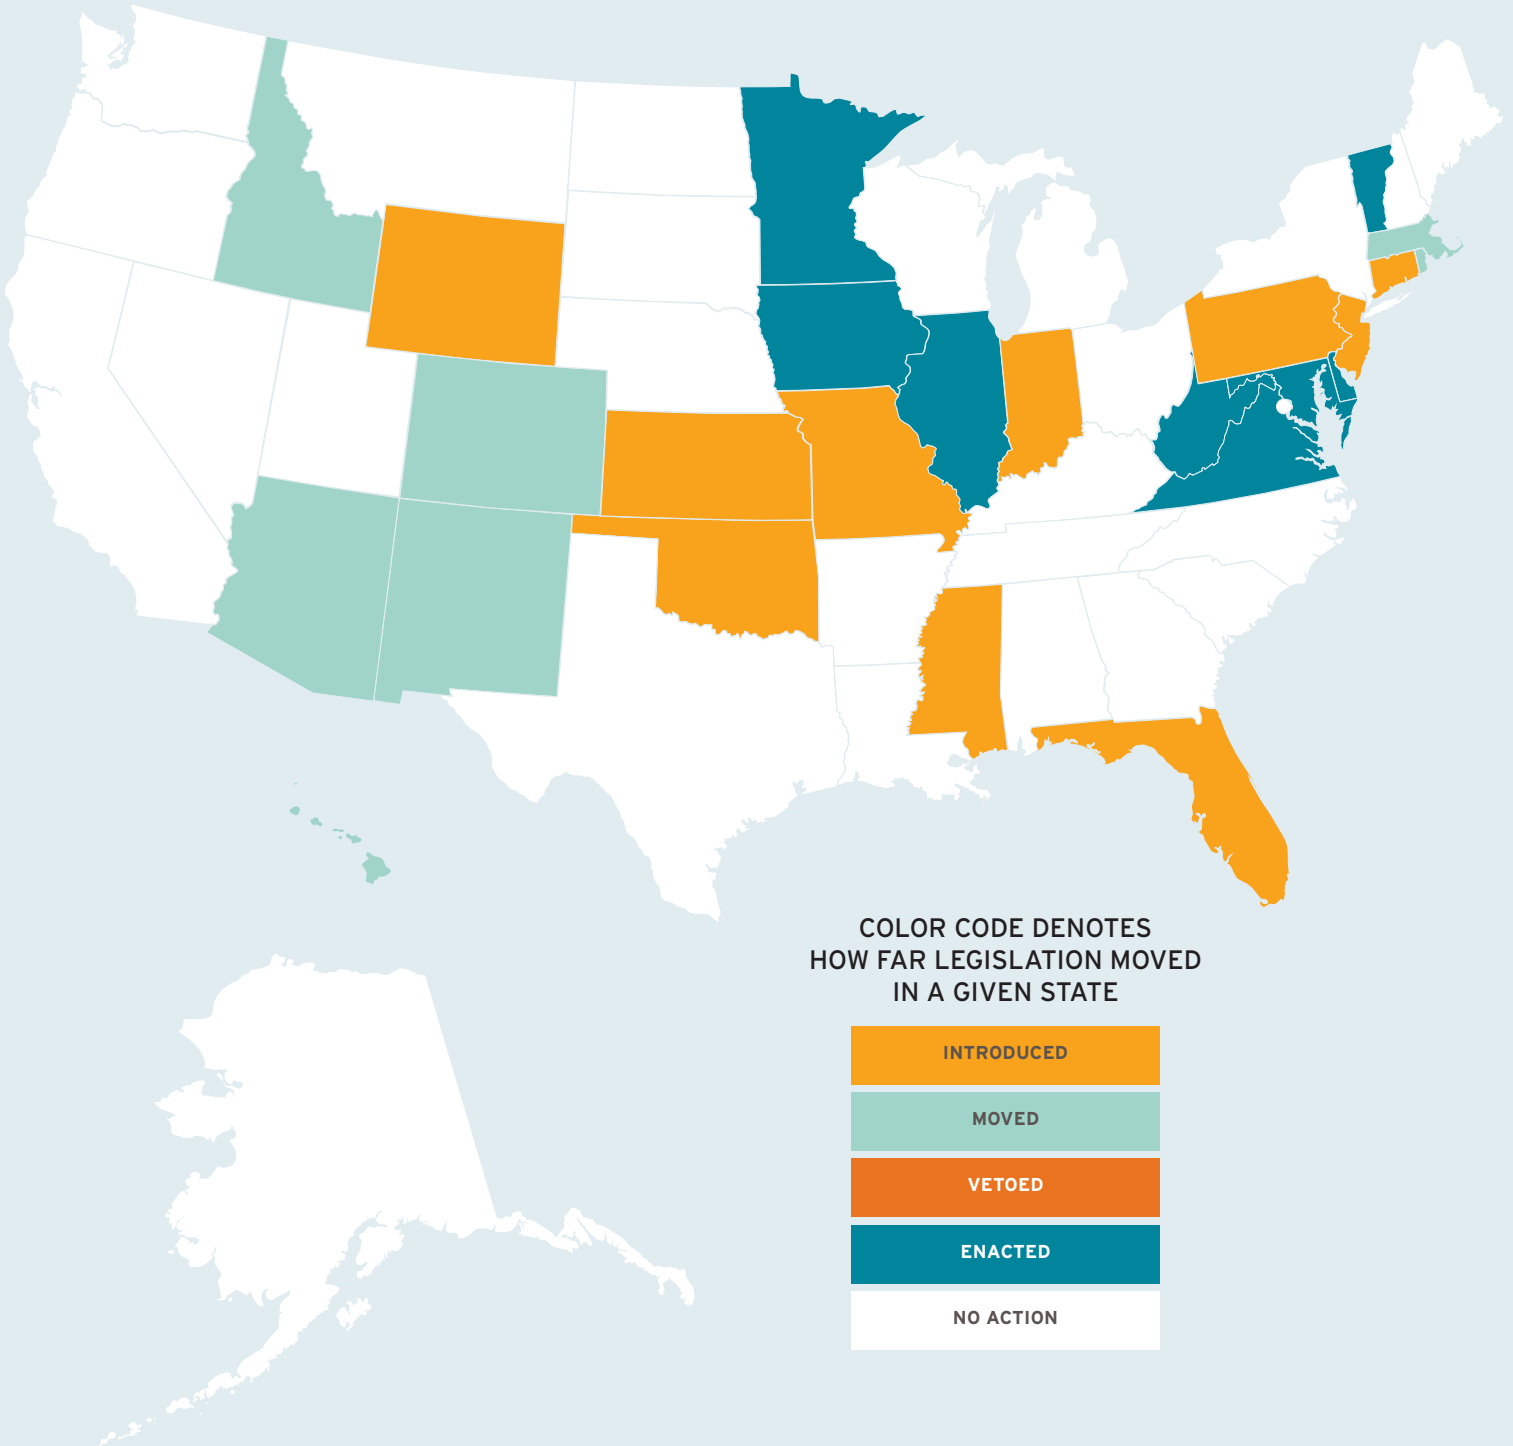 COLOR CODE DENOTES
HOW FAR LEGISLATION MOVED
IN A GIVEN STATE
INTRODUCED
MOVED
VETOED
ENACTED
NO ACTION